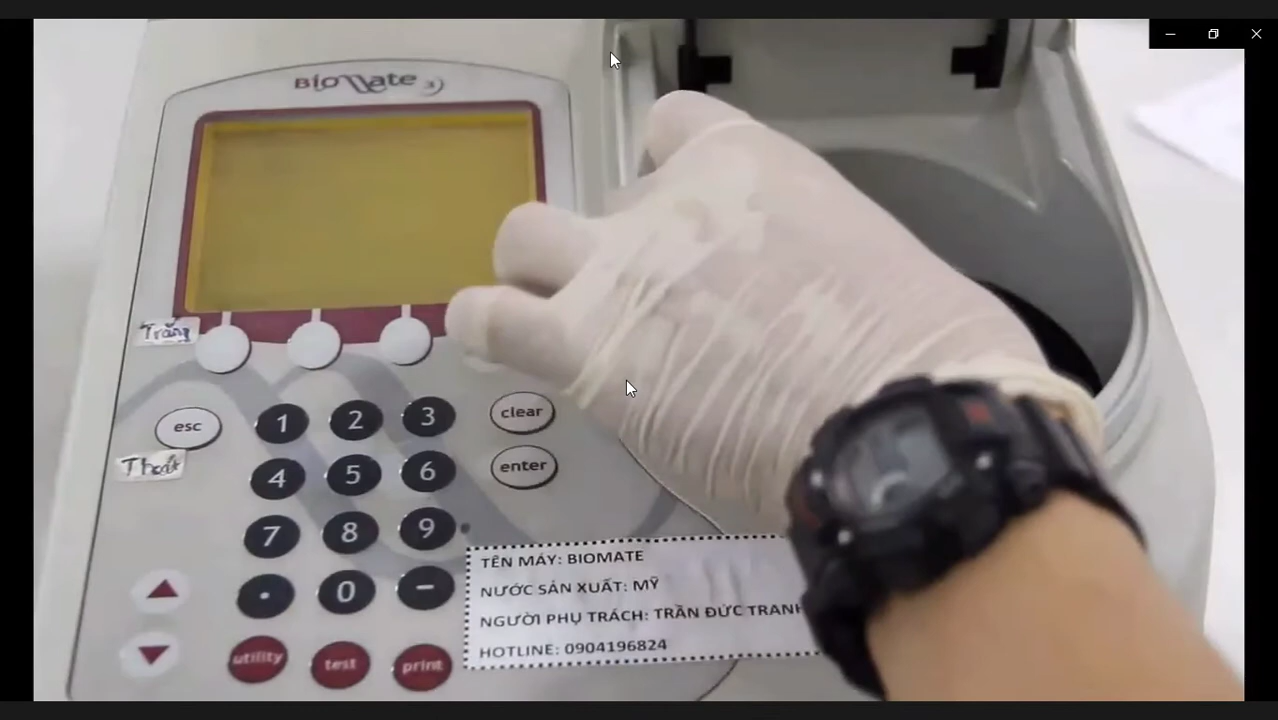 BioMate 3
Trắng
esc
1
2
3
clear
Thoát
4
5
6
enter
7
8
9
.
0
−
utility
test
print
TÊN MÁY: BIOMATE
NƯỚC SẢN XUẤT: MỸ
NGƯỜI PHỤ TRÁCH: TRẦN ĐỨC TRANH
HOTLINE: 0904196824